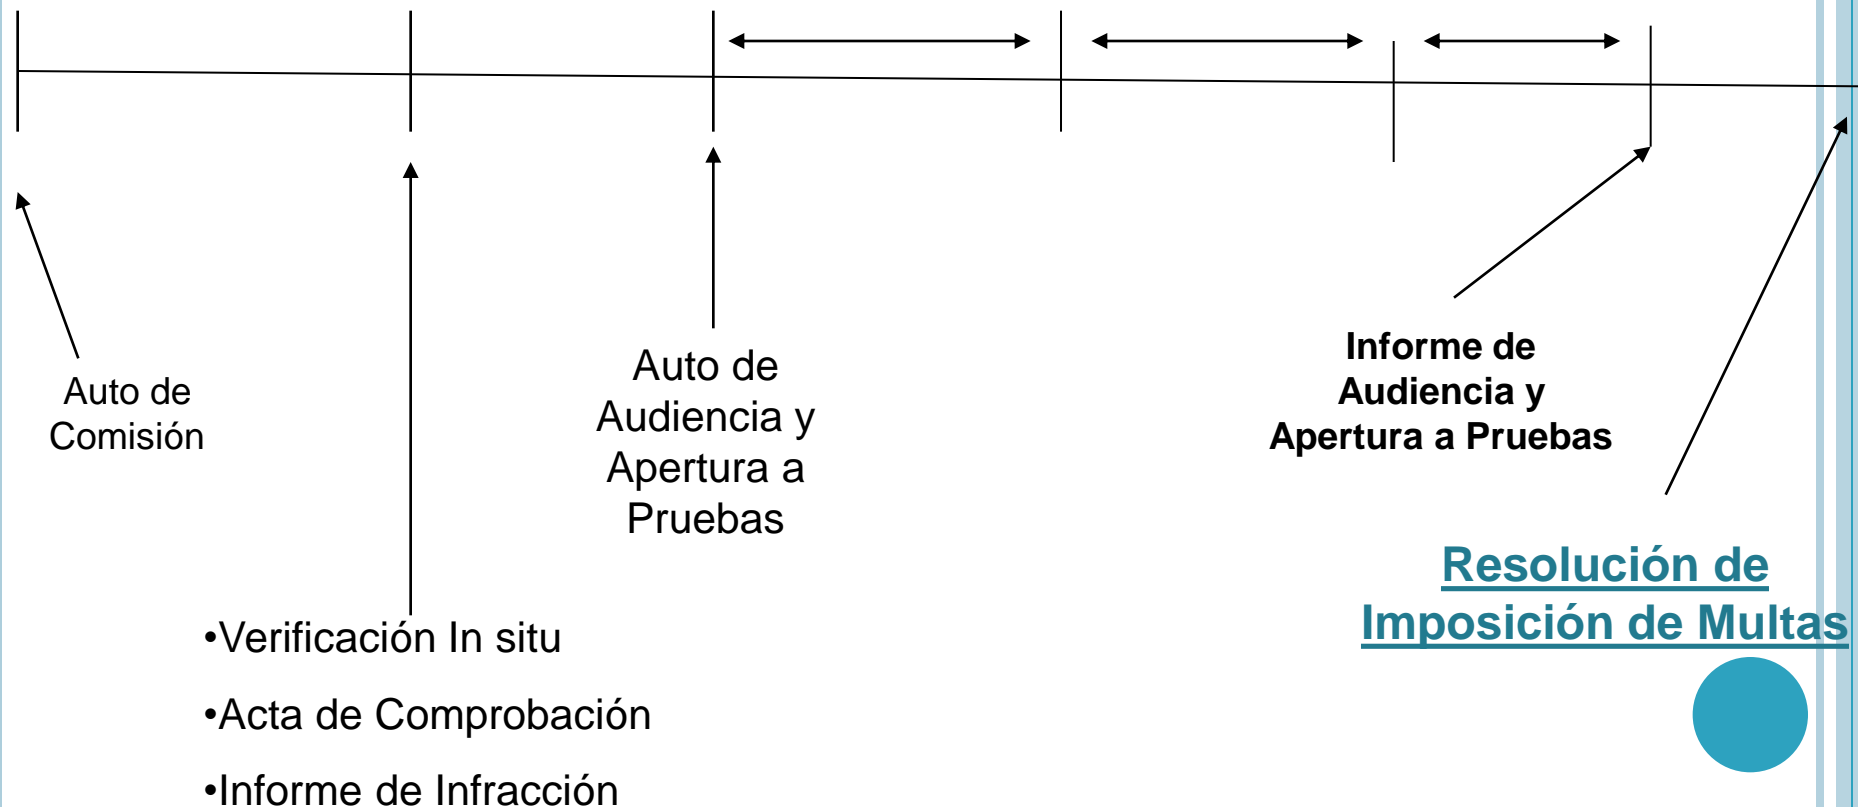 Auto de
Comisión
•Verificación In situ
•Acta de Comprobación
•Informe de Infracción
Auto de
Audiencia y
Apertura a
Pruebas
Informe de
Audiencia y
Apertura a Pruebas
Resolución de
Imposición de Multas